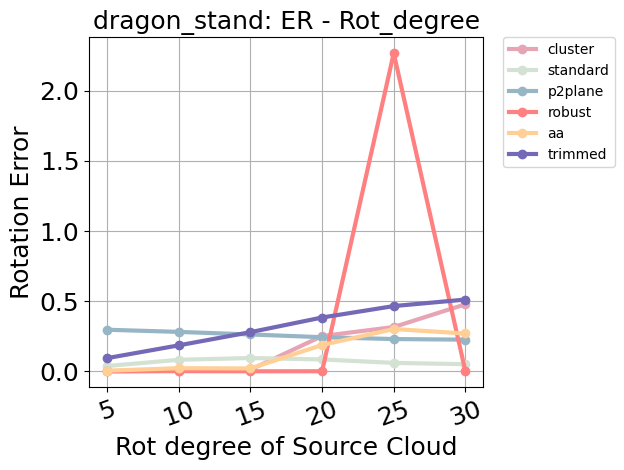 dragon_stand: ER - Rot_degree
cluster
standard
p2plane
robust
aa
trimmed
2.0
1.5
1.0
0.5
0.0
Rotation Error
5
10
15
20
25
30
Rot degree of Source Cloud